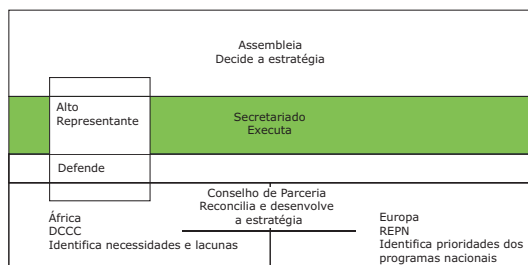 Assembleia
Decide a estratégia
Alto
Representante
Secretariado
Executa
Defende
Conselho de Parceria
Reconcilia e desenvolve
a estratégia
África
DCCC
Identifica necessidades e lacunas
Europa
REPN
Identifica prioridades dos
programas nacionais